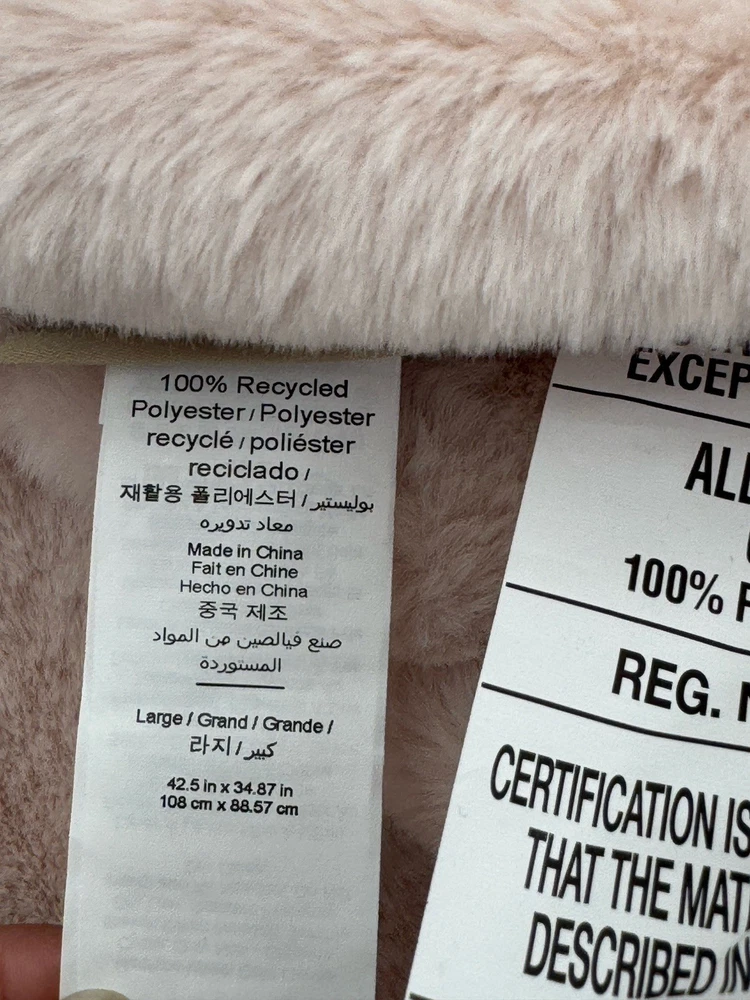 100% Recycled
Polyester / Polyester
recyclé / poliéster
reciclado /
재활용 폴리에스터 / بوليستير
معاد تدويره
Made in China
Fait en Chine
Hecho en China
중국 제조
صنع فيالصين من المواد
المستوردة
Large / Grand / Grande /
라지 / كبير
42.5 in x 34.87 in
108 cm x 88.57 cm
EXCEP
ALL
100%
REG.
CERTIFICATION IS
THAT THE MAT
DESCRIBED IN